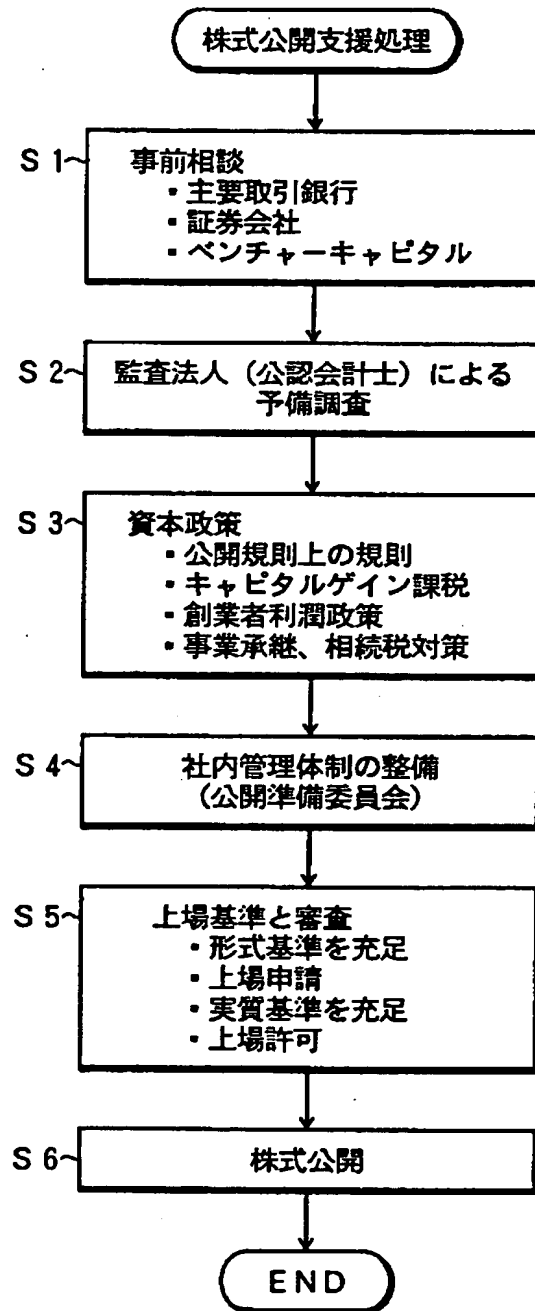 株式公開支援処理
S1~
事前相談
・主要取引銀行
・証券会社
・ベンチャーキャピタル
S2~
監査法人（公認会計士）による
予備調査
S3~
資本政策
・公開規則上の規則
・キャピタルゲイン課税
・創業者利潤政策
・事業承継、相続税対策
S4~
社内管理体制の整備
（公開準備委員会）
S5~
上場基準と審査
・形式基準を充足
・上場申請
・実質基準を充足
・上場許可
S6~
株式公開
END